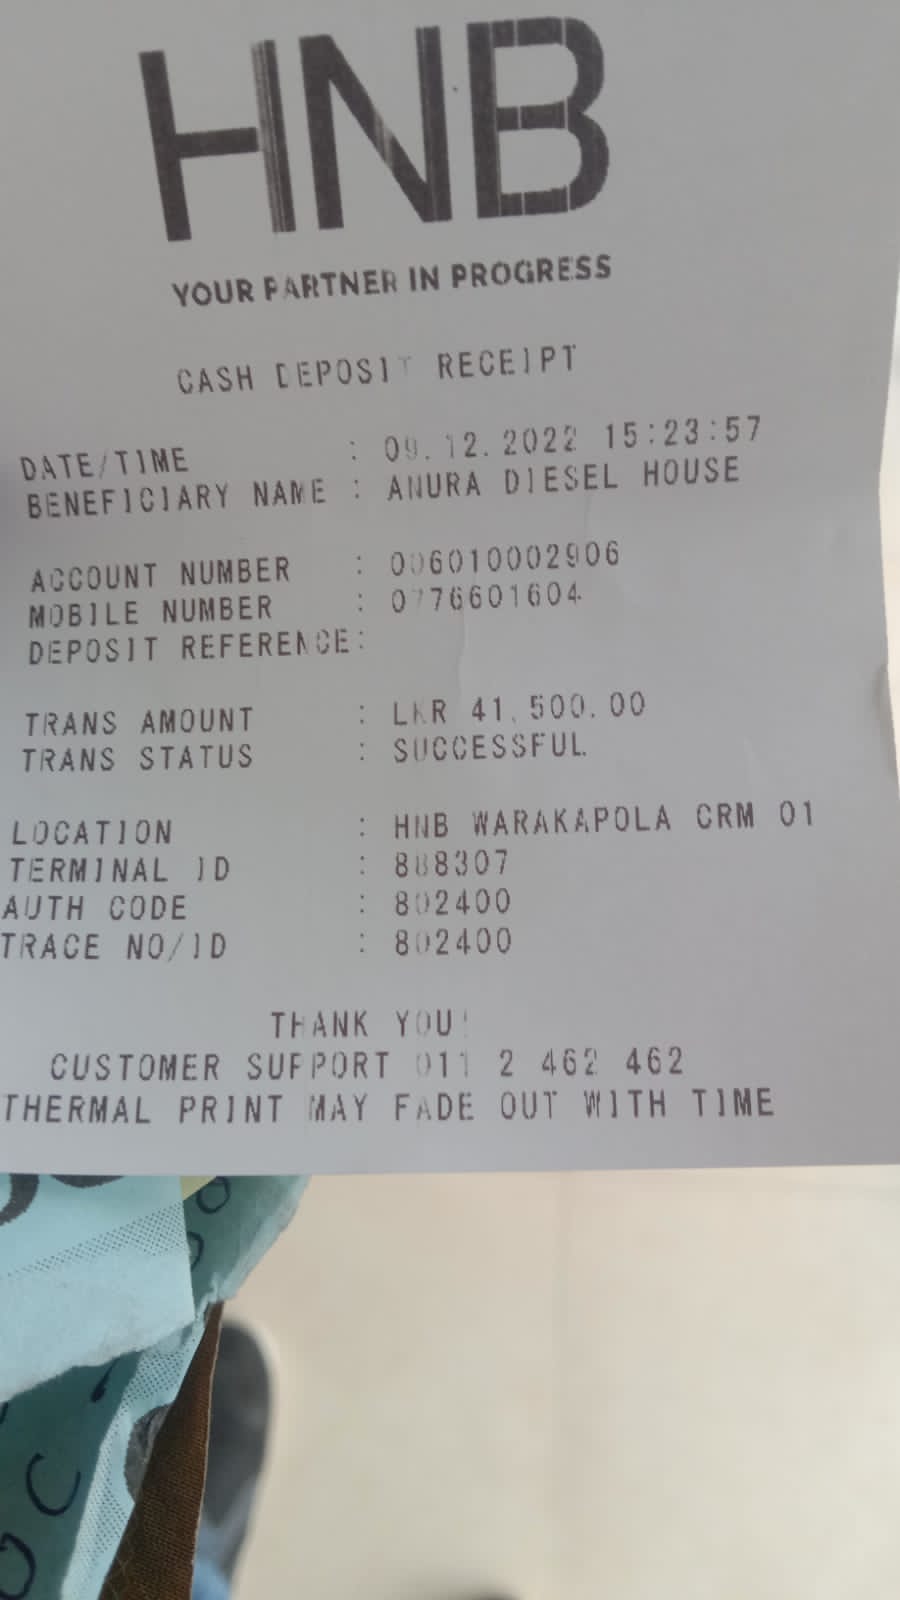 HNB
YOUR PARTNER IN PROGRESS
CASH DEPOSIT RECEIPT
DATE/TIME : 09.12.2022 15:23:57
BENEFICIARY NAME : ANURA DIESEL HOUSE
ACCOUNT NUMBER : 006010002906
MOBILE NUMBER : 0776601604
DEPOSIT REFERENCE:
TRANS AMOUNT : LKR 41,500.00
TRANS STATUS : SUCCESSFUL
LOCATION : HNB WARAKAPOLA CRM 01
TERMINAL ID : 888307
AUTH CODE : 802400
TRACE NO/ID : 802400
THANK YOU!
CUSTOMER SUPPORT 011 2 462 462
THERMAL PRINT MAY FADE OUT WITH TIME